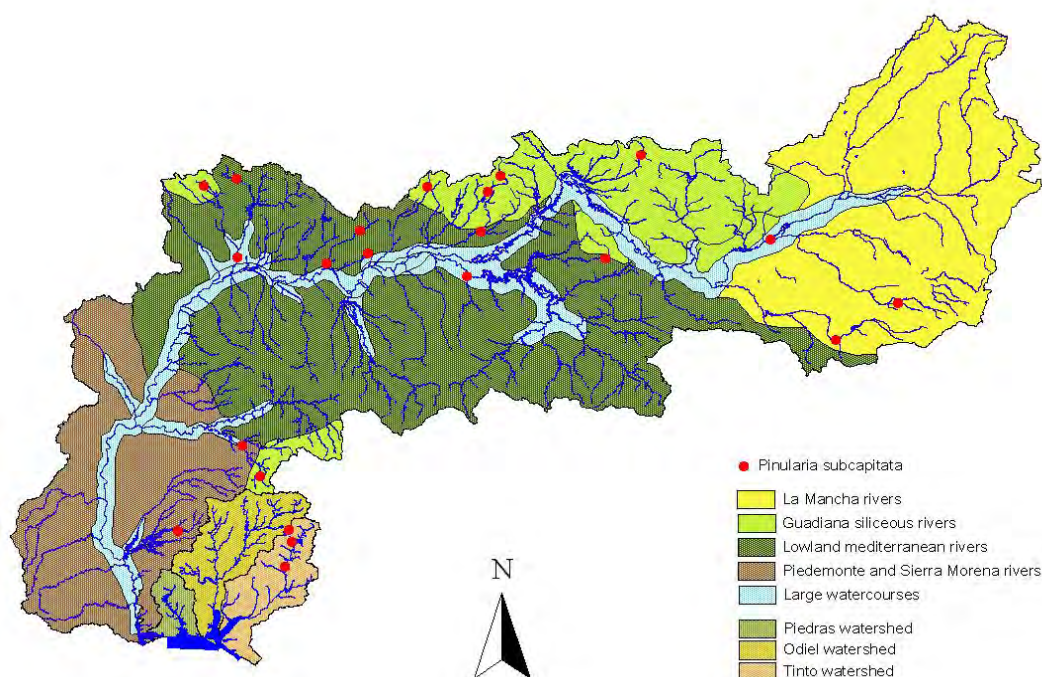 N
Pinularia subcapitata
La Mancha rivers
Guadiana siliceous rivers
Lowland mediterranean rivers
Piedemonte and Sierra Morena rivers
Large watercourses
Piedras watershed
Odiel watershed
Tinto watershed